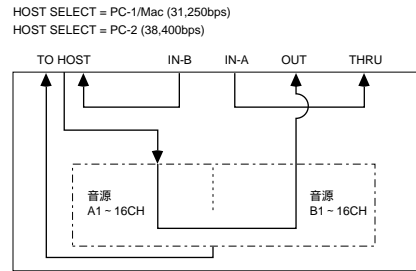 HOST SELECT = PC-1/Mac (31,250bps)
HOST SELECT = PC-2 (38,400bps)
TO HOST IN-B IN-A OUT THRU
音源 音源
A1 ~ 16CH B1 ~ 16CH